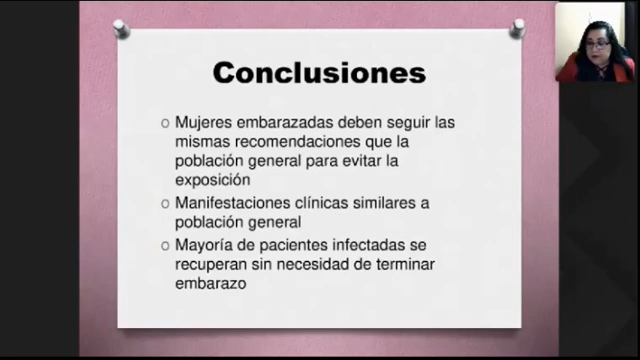 Conclusiones
o Mujeres embarazadas deben seguir las
mismas recomendaciones que la
población general para evitar la
exposición
o Manifestaciones clínicas similares a
población general
o Mayoría de pacientes infectadas se
recuperan sin necesidad de terminar
embarazo